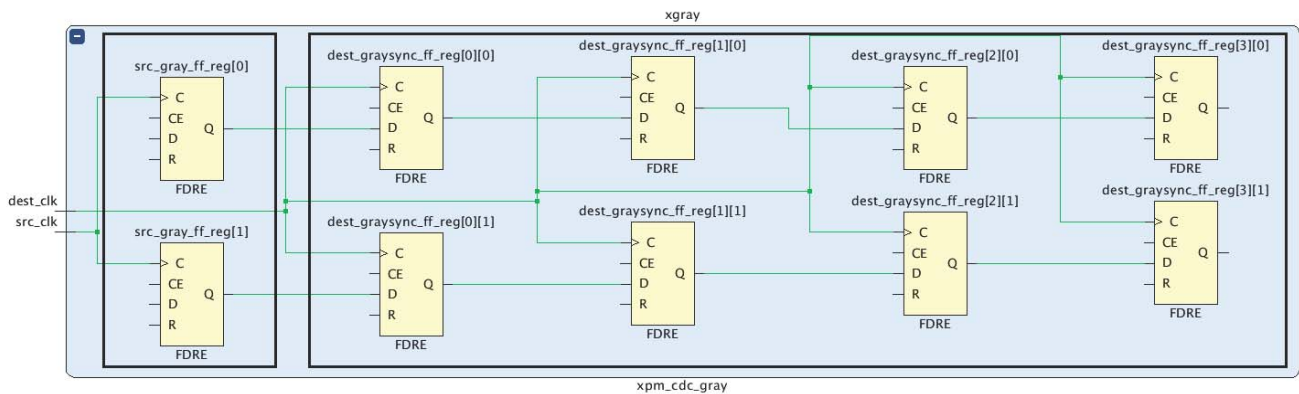 xgray
src_gray_ff_reg[0]
C
CE
D
R
Q
FDRE
dest_graysync_ff_reg[0][0]
C
CE
D
R
Q
FDRE
dest_graysync_ff_reg[1][0]
C
CE
D
R
Q
FDRE
dest_graysync_ff_reg[2][0]
C
CE
D
R
Q
FDRE
dest_graysync_ff_reg[3][0]
C
CE
D
R
Q
FDRE
dest_clk
src_clk
src_gray_ff_reg[1]
C
CE
D
R
Q
FDRE
dest_graysync_ff_reg[0][1]
C
CE
D
R
Q
FDRE
dest_graysync_ff_reg[1][1]
C
CE
D
R
Q
FDRE
dest_graysync_ff_reg[2][1]
C
CE
D
R
Q
FDRE
dest_graysync_ff_reg[3][1]
C
CE
D
R
Q
FDRE
xpm_cdc_gray